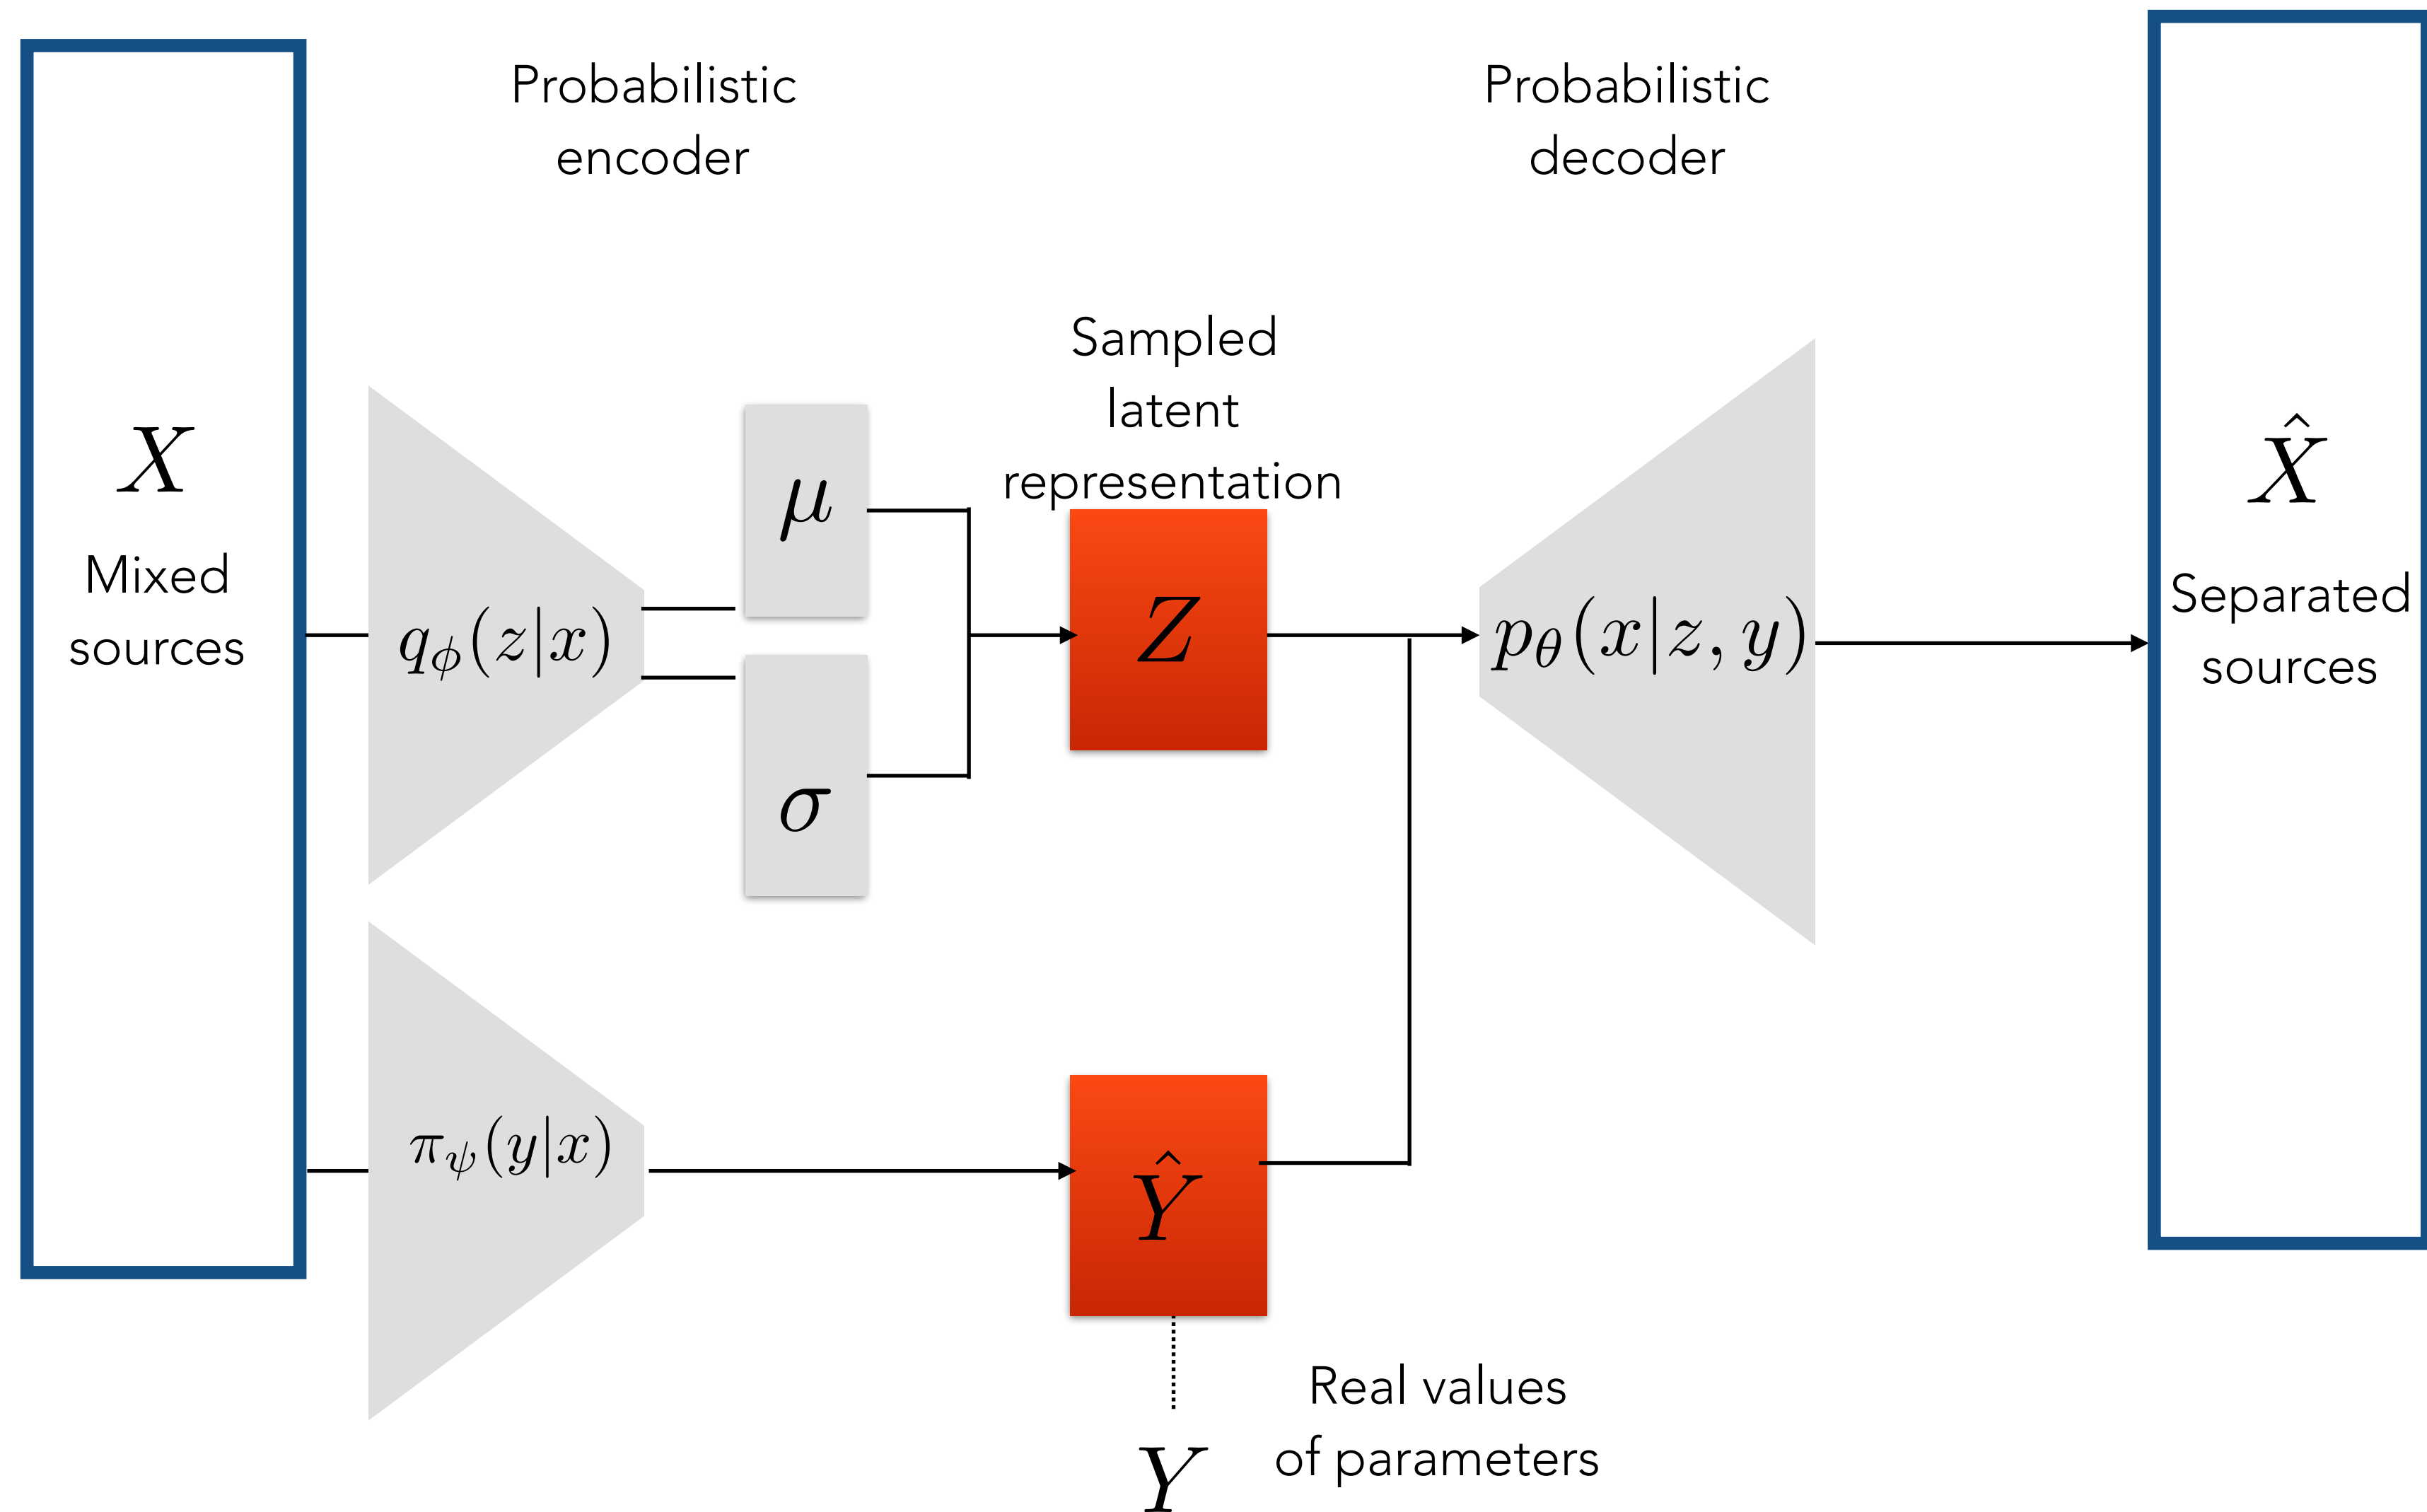 Probabilistic
encoder
Probabilistic
decoder
X
Mixed
sources
q_ϕ(z|x)
μ
σ
Sampled
latent
representation
Z
p_θ(x|z, y)
X̂
Separated
sources
π_ψ(y|x)
Ŷ
Y
Real values
of parameters